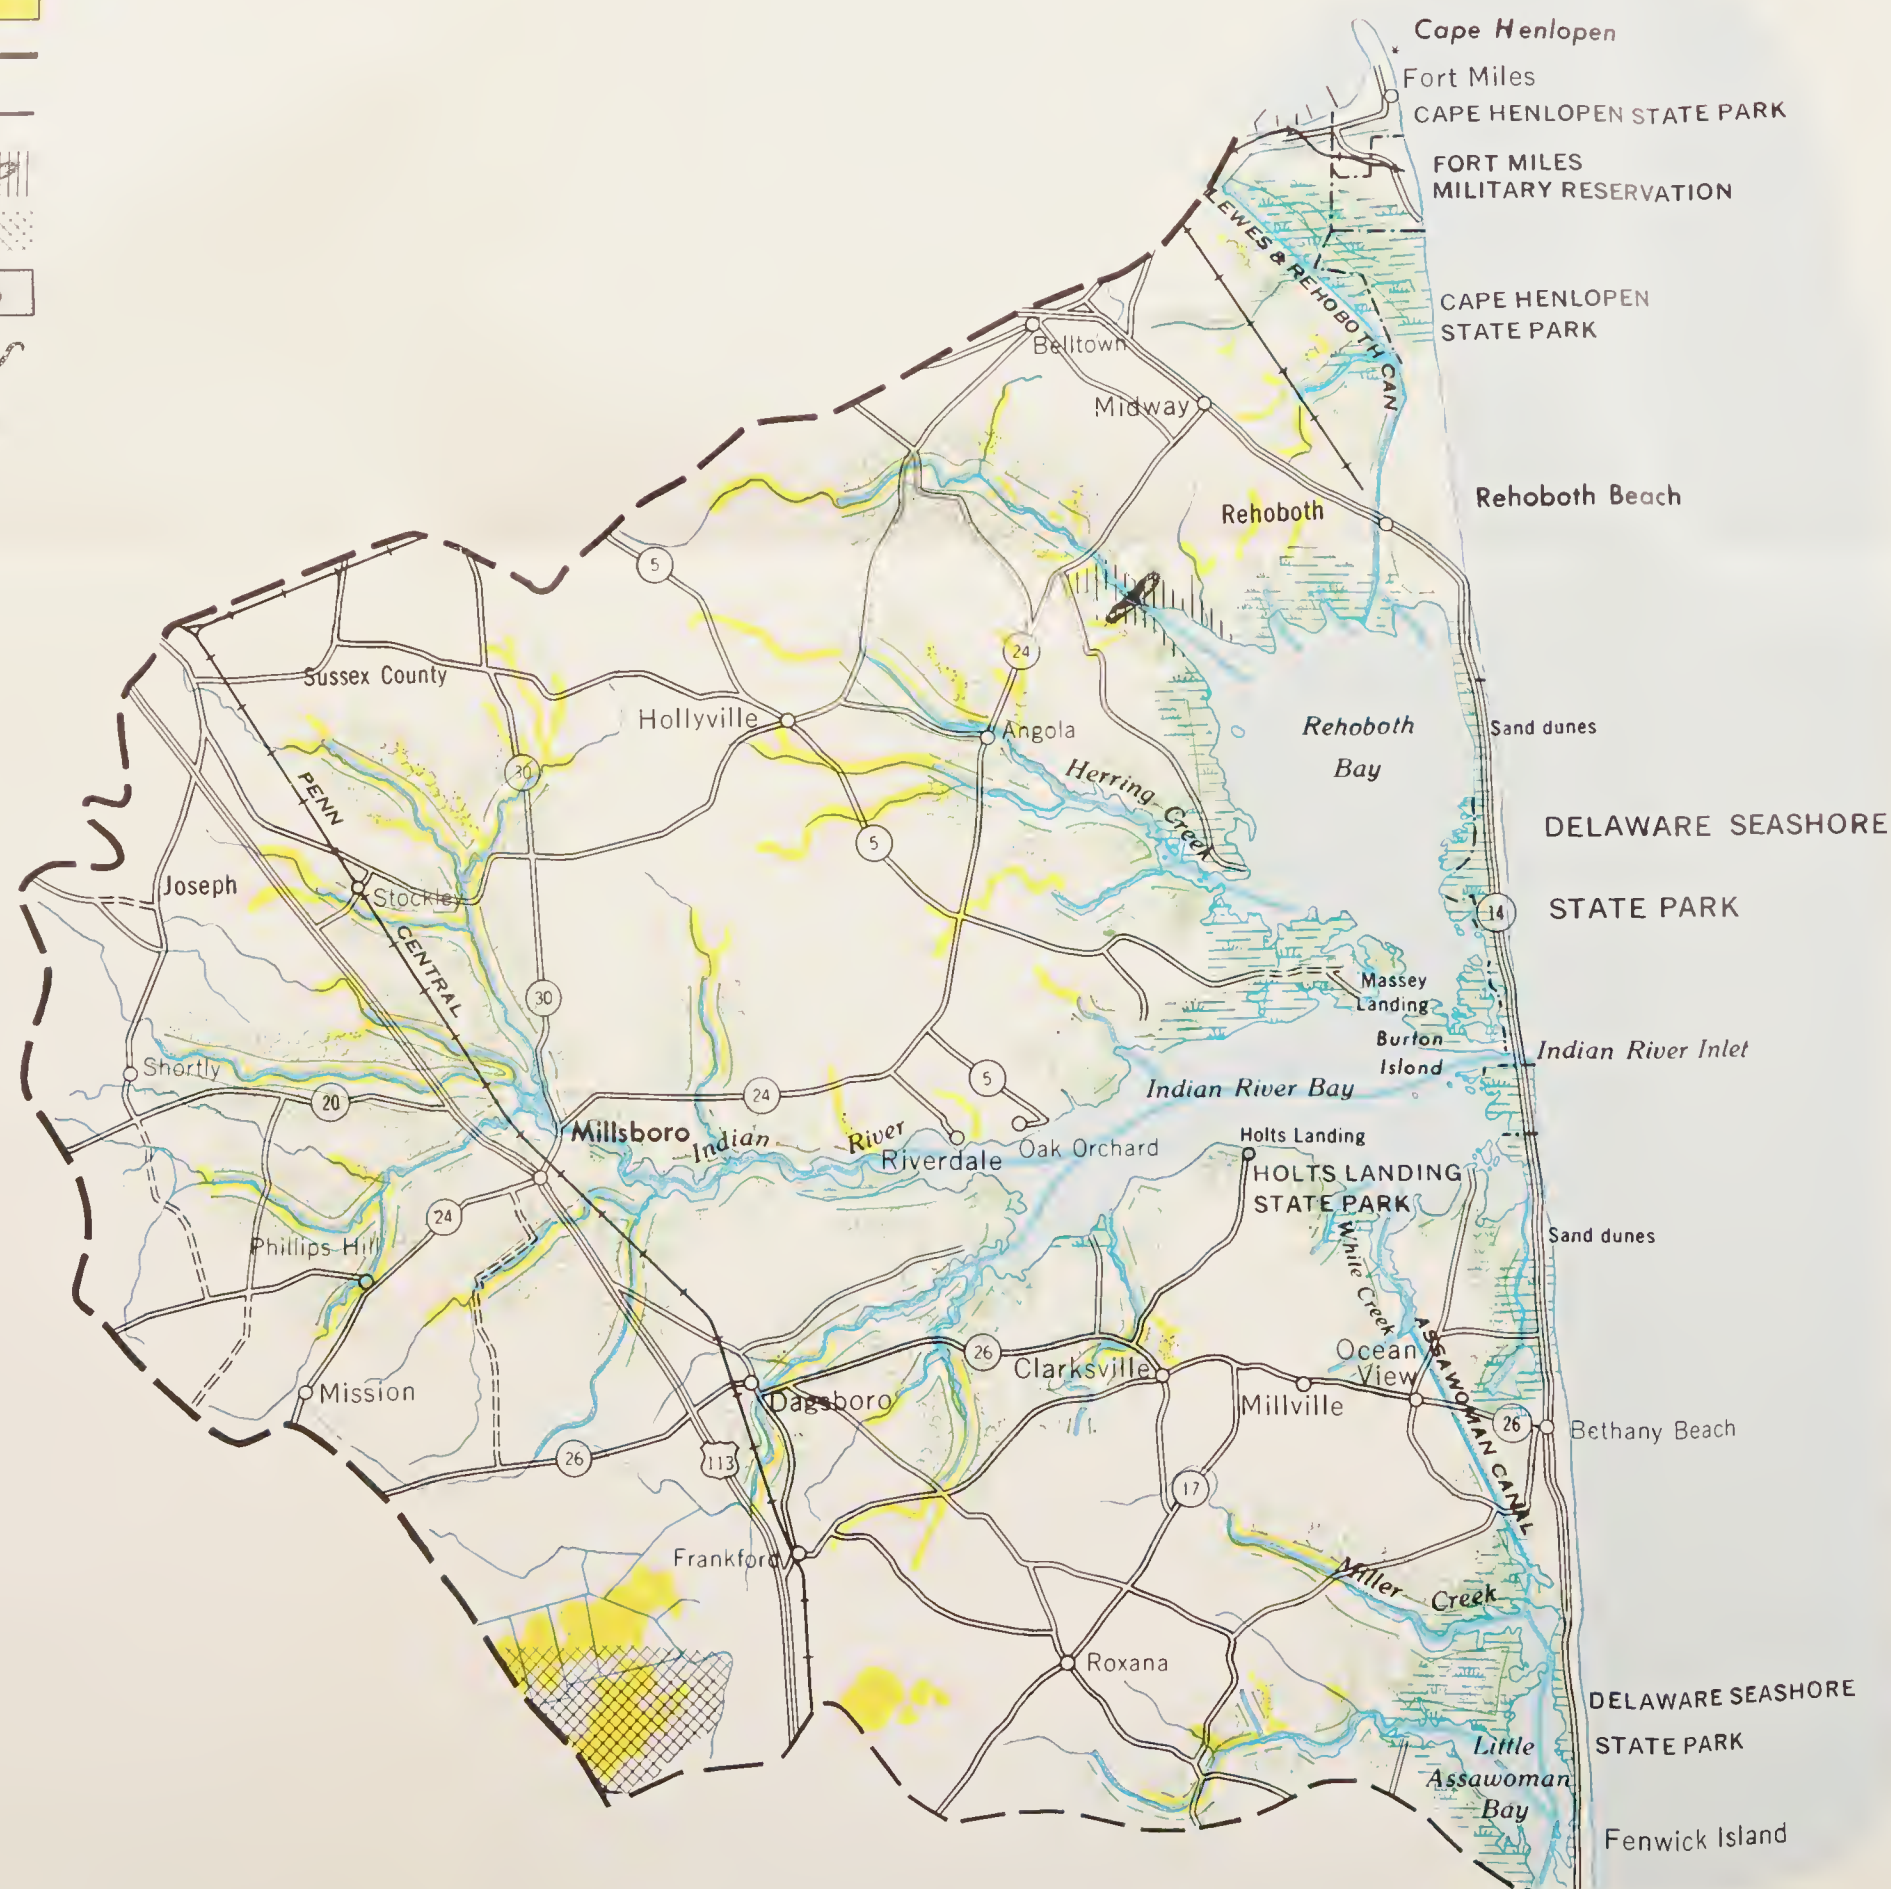 Cape Henlopen
Fort Miles
CAPE HENLOPEN STATE PARK
FORT MILES
MILITARY RESERVATION
LEWES & REHOBOTH CAN
CAPE HENLOPEN
STATE PARK
Belltown
Midway
Rehoboth Beach
Rehoboth
5
24
Sussex County
Hollyville
Angola
Rehoboth
Bay
Sand dunes
30
Herring Creek
PENN
CENTRAL
DELAWARE SEASHORE
STATE PARK
5
Joseph
Stockley
14
30
Massey
Landing
Burton
Island
Indian River Inlet
Shortly
20
24
5
Indian River Bay
Millsboro
Indian River
Riverdale
Oak Orchard
Holts Landing
HOLTS LANDING
STATE PARK
24
Phillips Hill
White Creek
Sand dunes
Mission
26
Clarksville
Ocean
View
ASSAWOMAN CANAL
Dagsboro
Millville
26
Bethany Beach
26
113
17
Frankford
Miller Creek
Roxana
DELAWARE SEASHORE
STATE PARK
Little
Assawoman
Bay
Fenwick Island